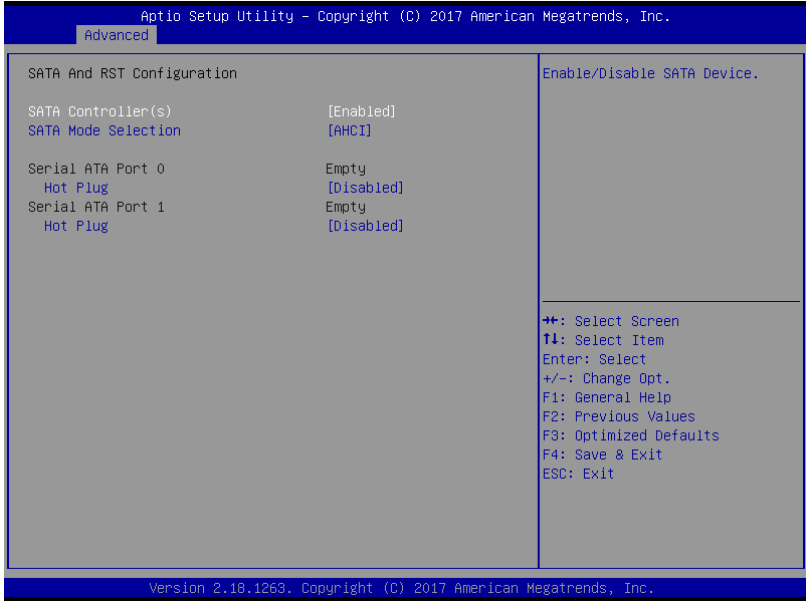 Aptio Setup Utility – Copyright (C) 2017 American Megatrends, Inc.
Advanced
SATA And RST Configuration
SATA Controller(s) [Enabled]
SATA Mode Selection [AHCI]
Serial ATA Port 0 Empty
Hot Plug [Disabled]
Serial ATA Port 1 Empty
Hot Plug [Disabled]
Enable/Disable SATA Device.
→←: Select Screen
↑↓: Select Item
Enter: Select
+/-: Change Opt.
F1: General Help
F2: Previous Values
F3: Optimized Defaults
F4: Save & Exit
ESC: Exit
Version 2.18.1263. Copyright (C) 2017 American Megatrends, Inc.